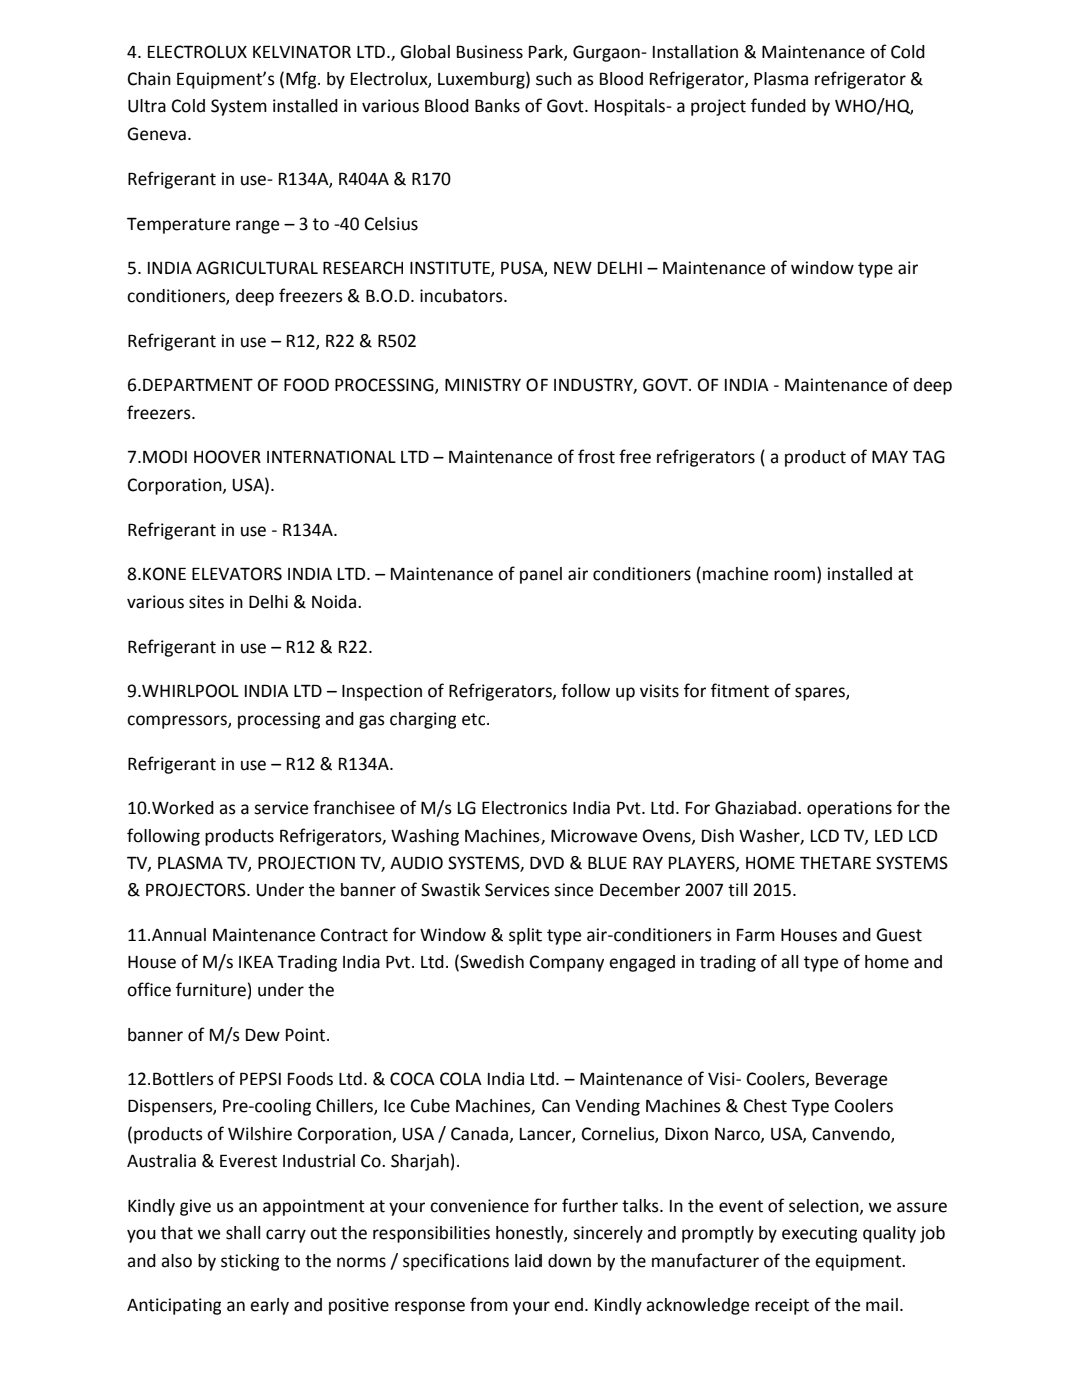 4. ELECTROLUX KELVINATOR LTD., Global Business Park, Gurgaon- Installation & Maintenance of Cold
Chain Equipment’s (Mfg. by Electrolux, Luxemburg) such as Blood Refrigerator, Plasma refrigerator &
Ultra Cold System installed in various Blood Banks of Govt. Hospitals- a project funded by WHO/HQ,
Geneva.
Refrigerant in use- R134A, R404A & R170
Temperature range – 3 to -40 Celsius
5. INDIA AGRICULTURAL RESEARCH INSTITUTE, PUSA, NEW DELHI – Maintenance of window type air
conditioners, deep freezers & B.O.D. incubators.
Refrigerant in use – R12, R22 & R502
6.DEPARTMENT OF FOOD PROCESSING, MINISTRY OF INDUSTRY, GOVT. OF INDIA - Maintenance of deep
freezers.
7.MODI HOOVER INTERNATIONAL LTD – Maintenance of frost free refrigerators ( a product of MAY TAG
Corporation, USA).
Refrigerant in use - R134A.
8.KONE ELEVATORS INDIA LTD. – Maintenance of panel air conditioners (machine room) installed at
various sites in Delhi & Noida.
Refrigerant in use – R12 & R22.
9.WHIRLPOOL INDIA LTD – Inspection of Refrigerators, follow up visits for fitment of spares,
compressors, processing and gas charging etc.
Refrigerant in use – R12 & R134A.
10.Worked as a service franchisee of M/s LG Electronics India Pvt. Ltd. For Ghaziabad. operations for the
following products Refrigerators, Washing Machines, Microwave Ovens, Dish Washer, LCD TV, LED LCD
TV, PLASMA TV, PROJECTION TV, AUDIO SYSTEMS, DVD & BLUE RAY PLAYERS, HOME THETARE SYSTEMS
& PROJECTORS. Under the banner of Swastik Services since December 2007 till 2015.
11.Annual Maintenance Contract for Window & split type air-conditioners in Farm Houses and Guest
House of M/s IKEA Trading India Pvt. Ltd. (Swedish Company engaged in trading of all type of home and
office furniture) under the
banner of M/s Dew Point.
12.Bottlers of PEPSI Foods Ltd. & COCA COLA India Ltd. – Maintenance of Visi- Coolers, Beverage
Dispensers, Pre-cooling Chillers, Ice Cube Machines, Can Vending Machines & Chest Type Coolers
(products of Wilshire Corporation, USA / Canada, Lancer, Cornelius, Dixon Narco, USA, Canvendo,
Australia & Everest Industrial Co. Sharjah).
Kindly give us an appointment at your convenience for further talks. In the event of selection, we assure
you that we shall carry out the responsibilities honestly, sincerely and promptly by executing quality job
and also by sticking to the norms / specifications laid down by the manufacturer of the equipment.
Anticipating an early and positive response from your end. Kindly acknowledge receipt of the mail.